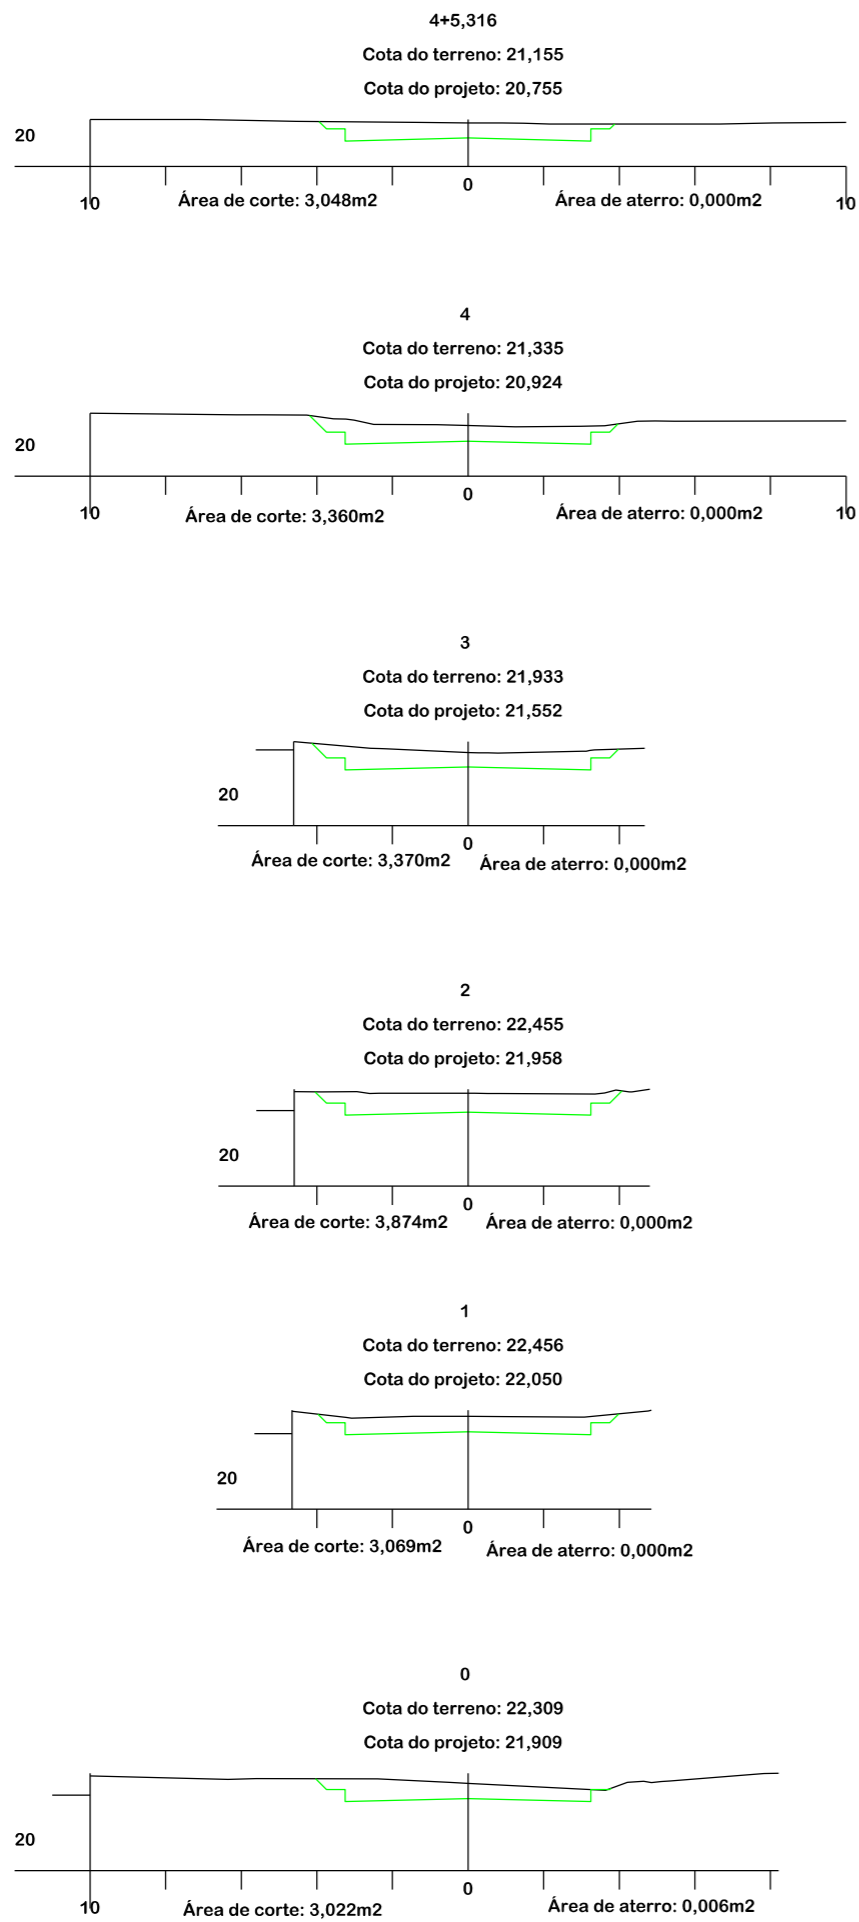 4+5,316
Cota do terreno: 21,155
Cota do projeto: 20,755
20
0
10 Área de corte: 3,048m2 Área de aterro: 0,000m2 10
4
Cota do terreno: 21,335
Cota do projeto: 20,924
20
0
10 Área de corte: 3,360m2 Área de aterro: 0,000m2 10
3
Cota do terreno: 21,933
Cota do projeto: 21,552
20
0
Área de corte: 3,370m2 Área de aterro: 0,000m2
2
Cota do terreno: 22,455
Cota do projeto: 21,958
20
0
Área de corte: 3,874m2 Área de aterro: 0,000m2
1
Cota do terreno: 22,456
Cota do projeto: 22,050
20
0
Área de corte: 3,069m2 Área de aterro: 0,000m2
0
Cota do terreno: 22,309
Cota do projeto: 21,909
20
0
10 Área de corte: 3,022m2 Área de aterro: 0,006m2